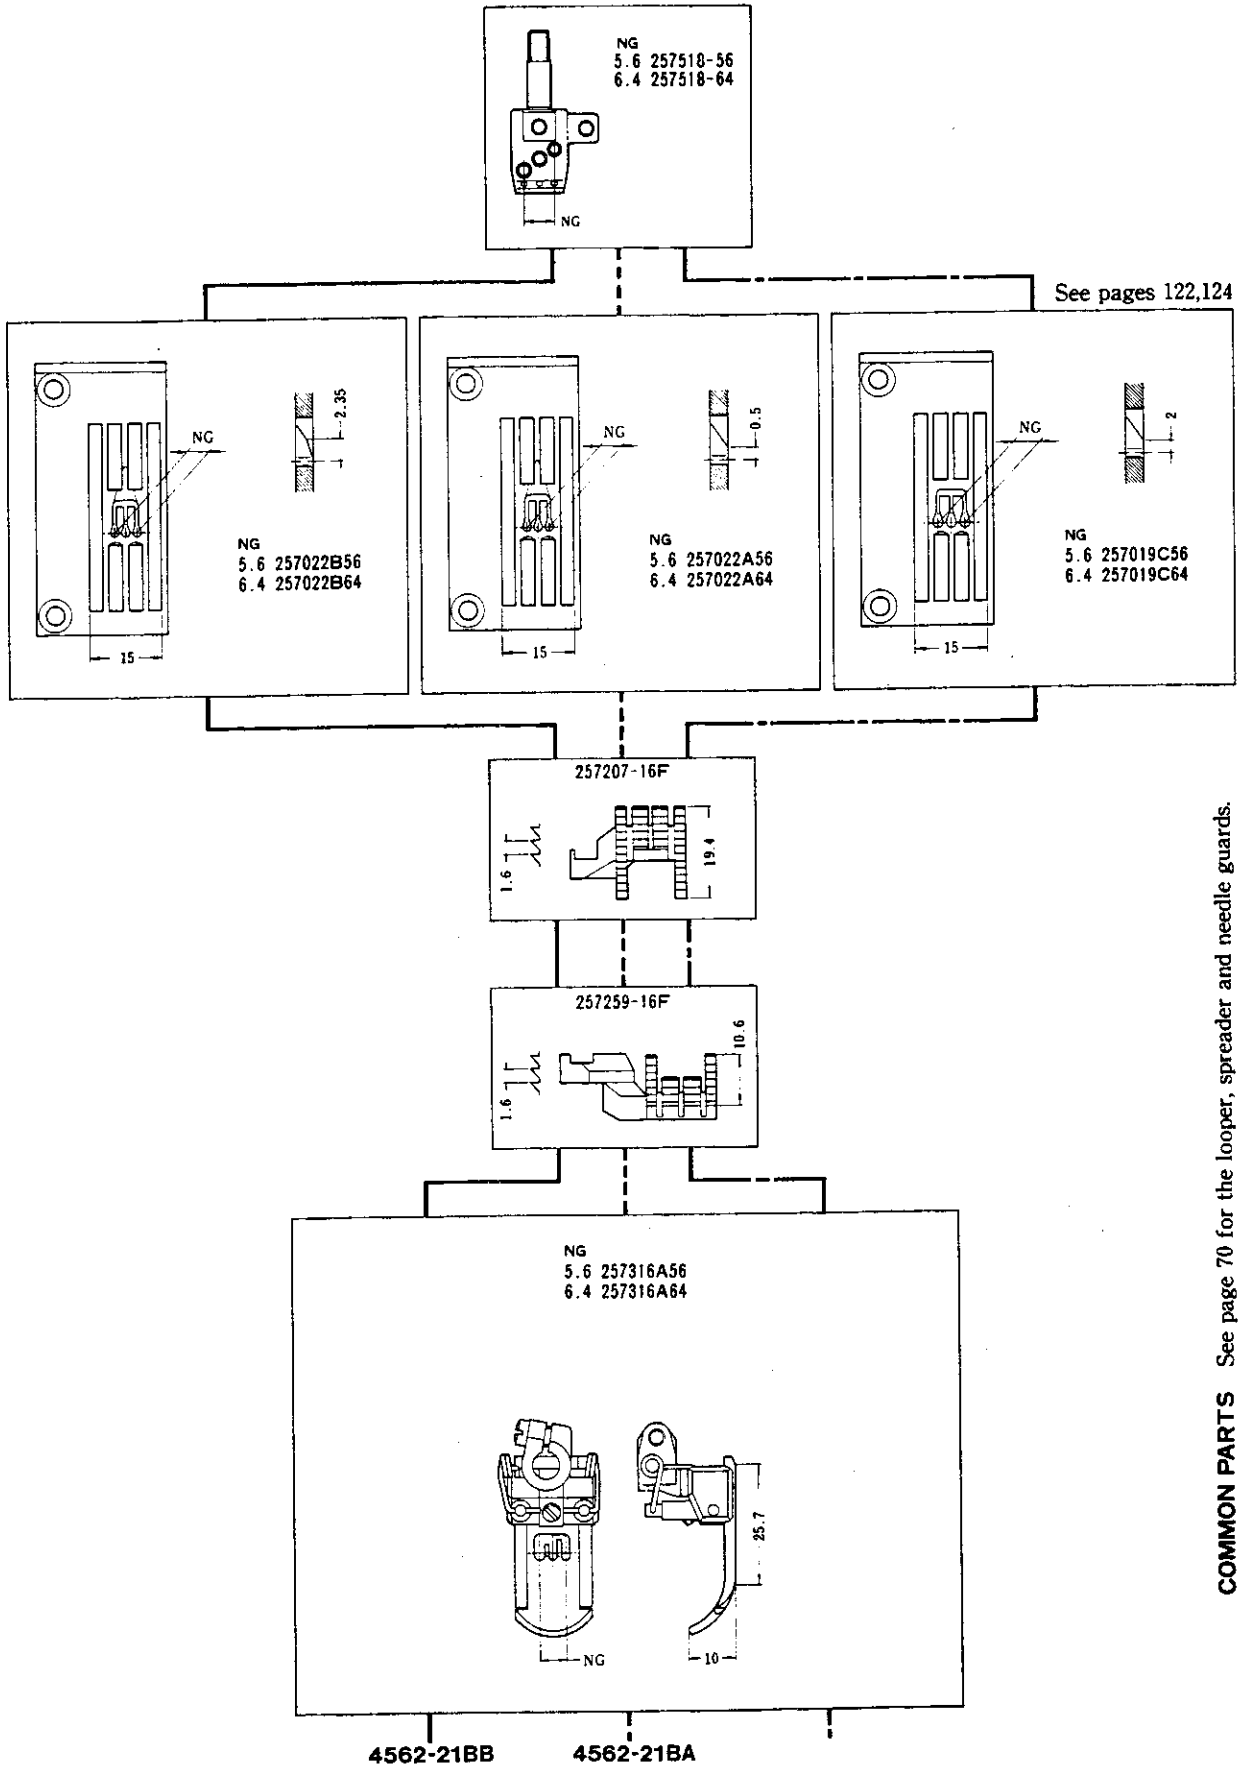 NG
5.6 257518-56
6.4 257518-64
NG
See pages 122,124
NG
2.35
NG
5.6 257022B56
6.4 257022B64
15
NG
0.5
NG
5.6 257022A56
6.4 257022A64
15
NG
2
NG
5.6 257019C56
6.4 257019C64
15
257207-16F
1.6
19.4
257259-16F
1.6
10.6
NG
5.6 257316A56
6.4 257316A64
25.7
NG
10
4562-21BB
4562-21BA
COMMON PARTS See page 70 for the looper, spreader and needle guards.